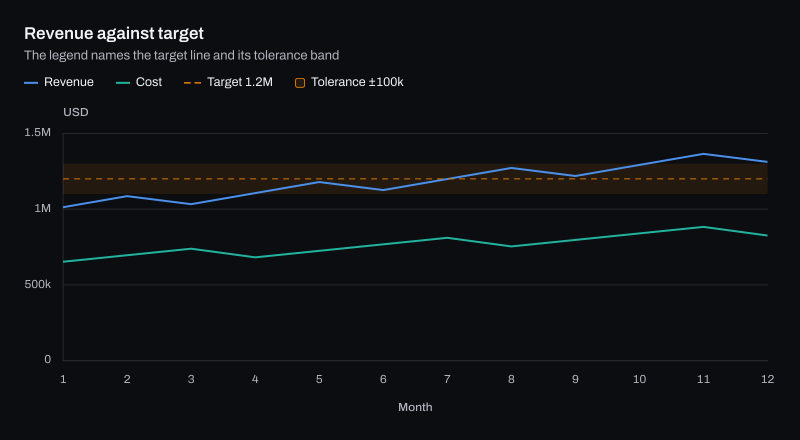 Revenue against target
The legend names the target line and its tolerance band
Revenue Cost Target 1.2M Tolerance ±100k
USD
1.5M
1M
500k
0
1 2 3 4 5 6 7 8 9 10 11 12
Month